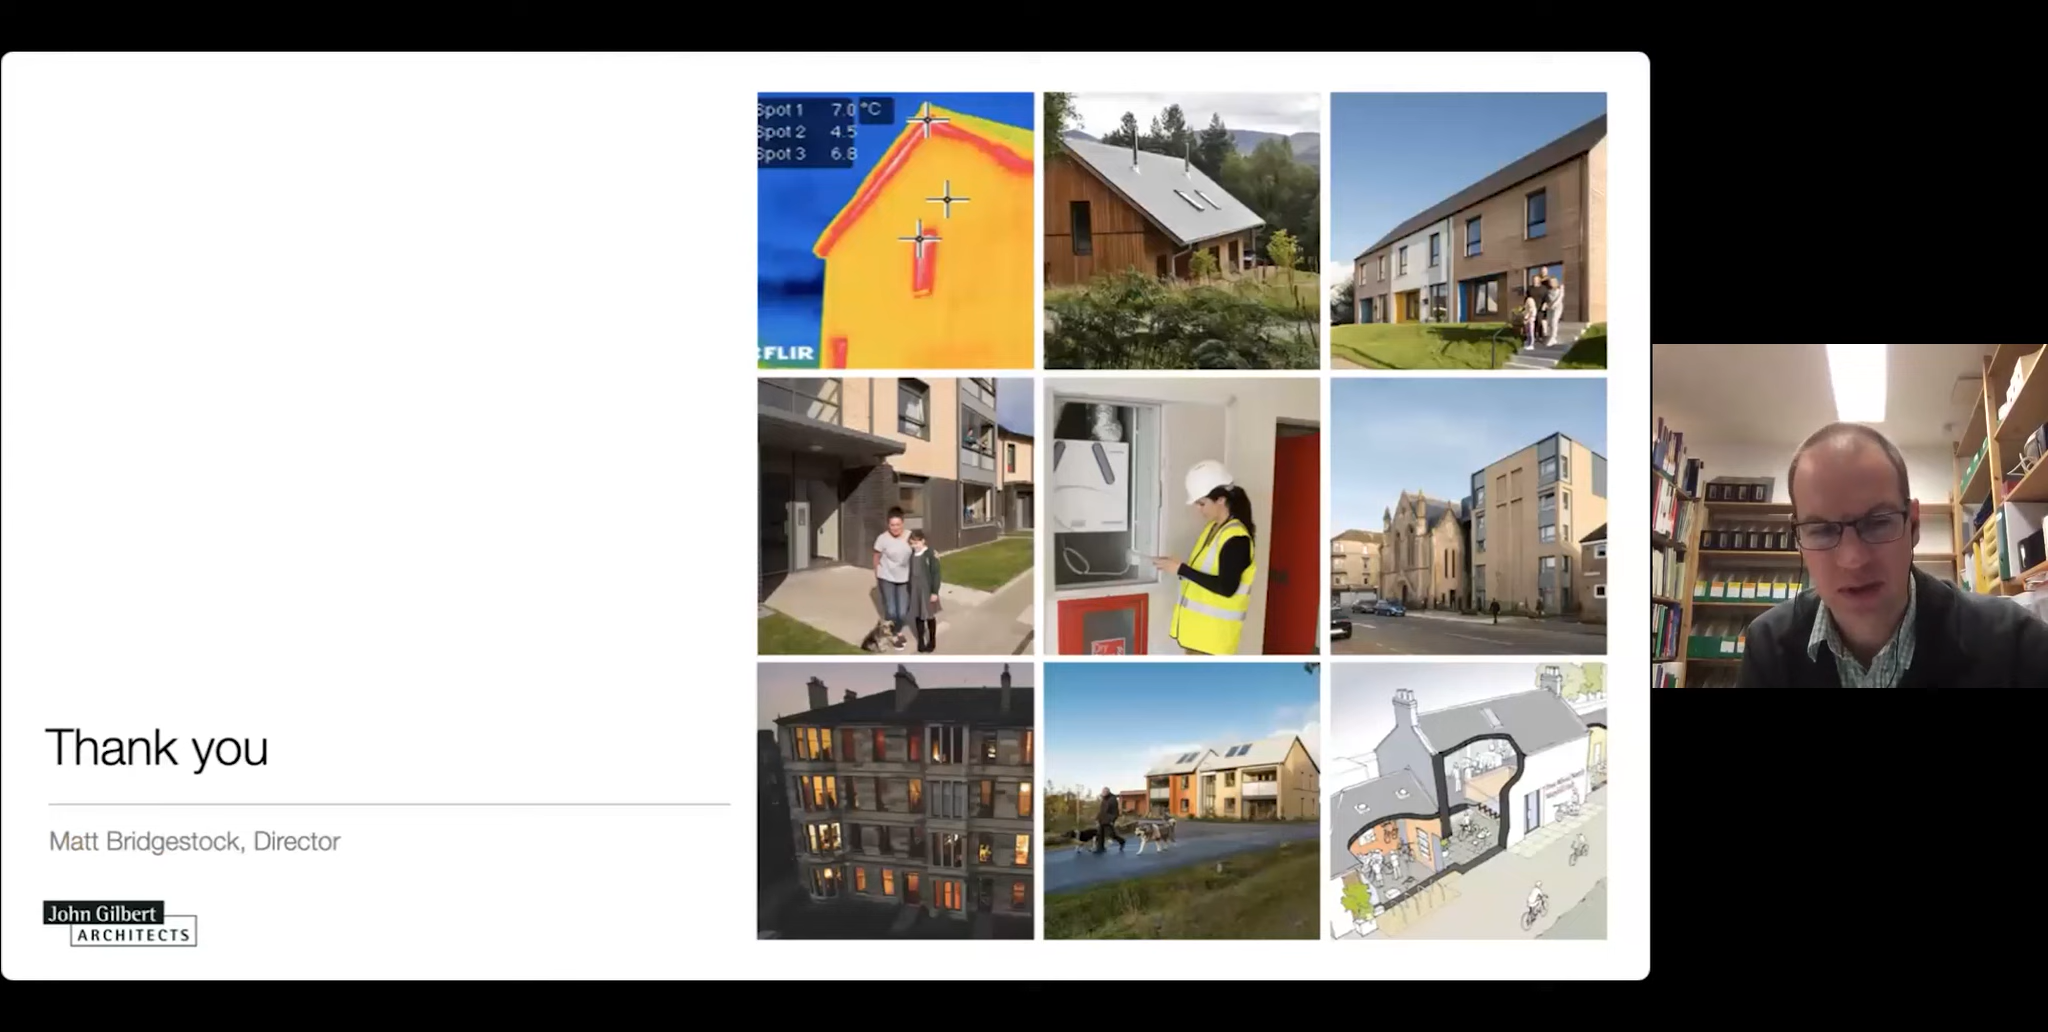 Spot 1 7.0 °C
Spot 2 4.5
Spot 3 6.8
FLIR
Thank you
Matt Bridgestock, Director
John Gilbert
ARCHITECTS